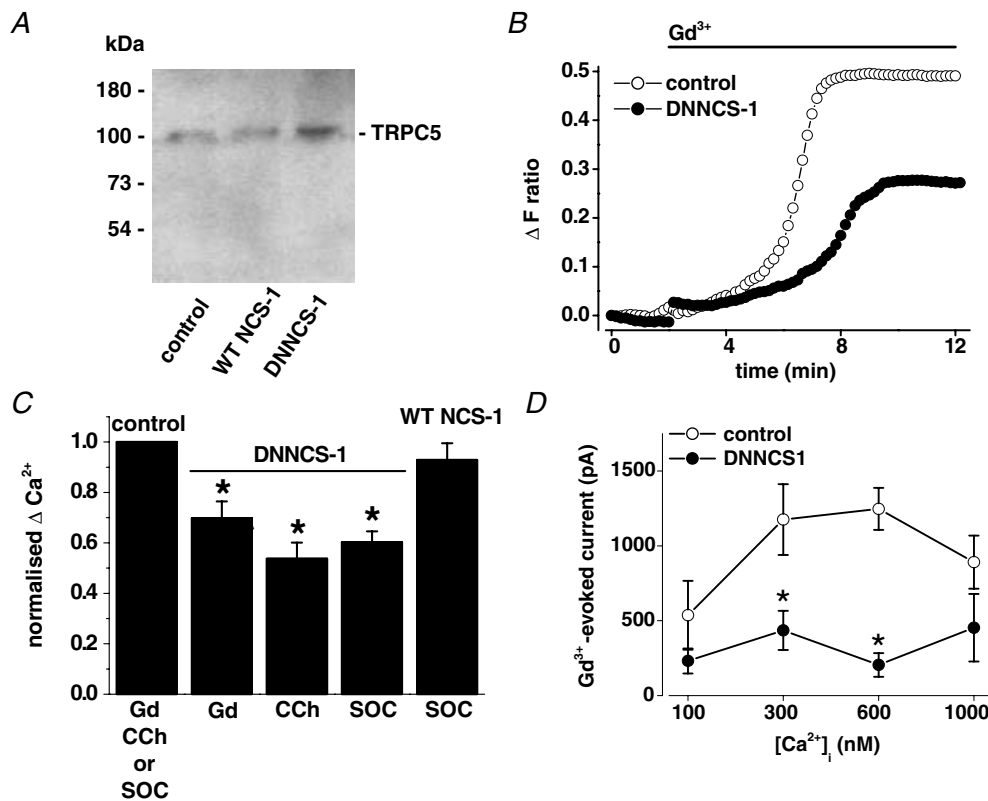 A
kDa
180 -
100 -
73 -
54 -
- TRPC5
control
WT NCS-1
DNNCS-1
B
Gd³⁺
control
DNNCS-1
Δ F ratio
0.5
0.4
0.3
0.2
0.1
0.0
0 4 8 12
time (min)
C
control
DNNCS-1
WT NCS-1
* * *
normalised Δ Ca²⁺
1.0
0.8
0.6
0.4
0.2
0.0
Gd
CCh
or
SOC
Gd CCh SOC SOC
D
control
DNNCS1
Gd³⁺-evoked current (pA)
1500
1000
500
0
* *
100 300 600 1000
[Ca²⁺]i (nM)